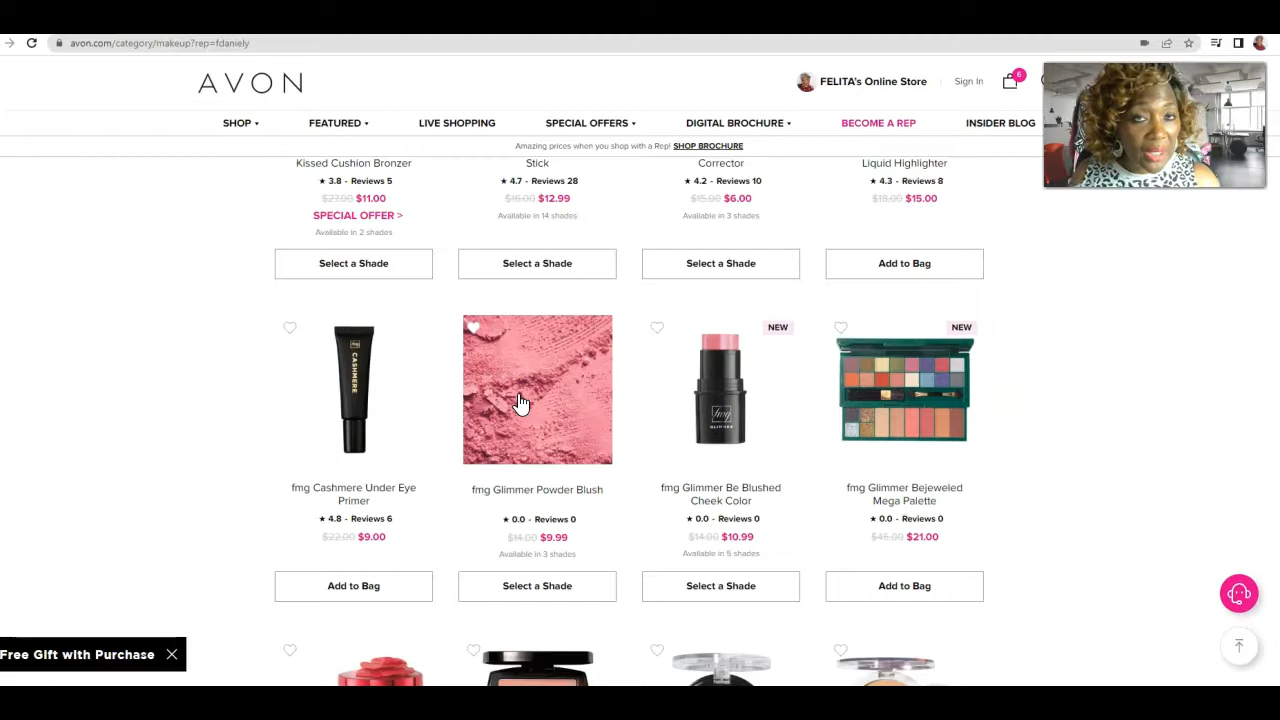 avon.com/category/makeup?rep=fdaniely
AVON
FELITA's Online Store
Sign In
6
SHOP
FEATURED
LIVE SHOPPING
SPECIAL OFFERS
DIGITAL BROCHURE
BECOME A REP
INSIDER BLOG
Amazing prices when you shop with a Rep! SHOP BROCHURE
Kissed Cushion Bronzer
★ 3.8 - Reviews 5
$27.00 $11.00
SPECIAL OFFER >
Available in 2 shades
Select a Shade
Stick
★ 4.7 - Reviews 28
$16.00 $12.99
Available in 14 shades
Select a Shade
Corrector
★ 4.2 - Reviews 10
$15.00 $6.00
Available in 3 shades
Select a Shade
Liquid Highlighter
★ 4.3 - Reviews 8
$18.00 $15.00
Add to Bag
CASHMERE
fmg Cashmere Under Eye
Primer
★ 4.8 - Reviews 6
$22.00 $9.00
Add to Bag
fmg Glimmer Powder Blush
★ 0.0 - Reviews 0
$14.00 $9.99
Available in 3 shades
Select a Shade
NEW
fmg
GLIMMER
fmg Glimmer Be Blushed
Cheek Color
★ 0.0 - Reviews 0
$14.00 $10.99
Available in 5 shades
Select a Shade
NEW
fmg Glimmer Bejeweled
Mega Palette
★ 0.0 - Reviews 0
$45.00 $21.00
Add to Bag
Free Gift with Purchase